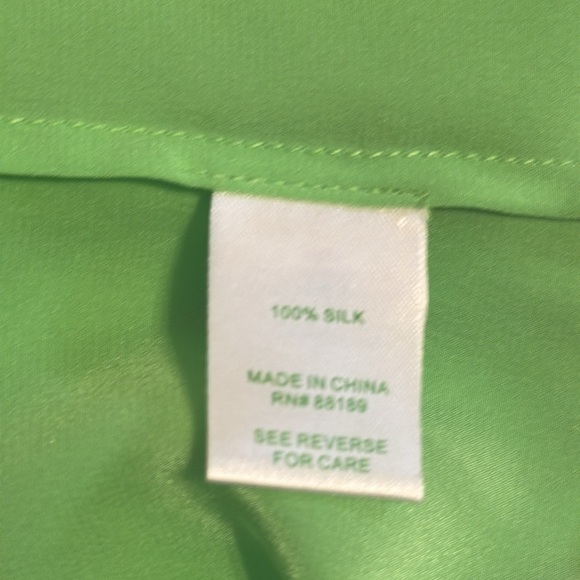 100% SILK
MADE IN CHINA
RN# 88189
SEE REVERSE
FOR CARE